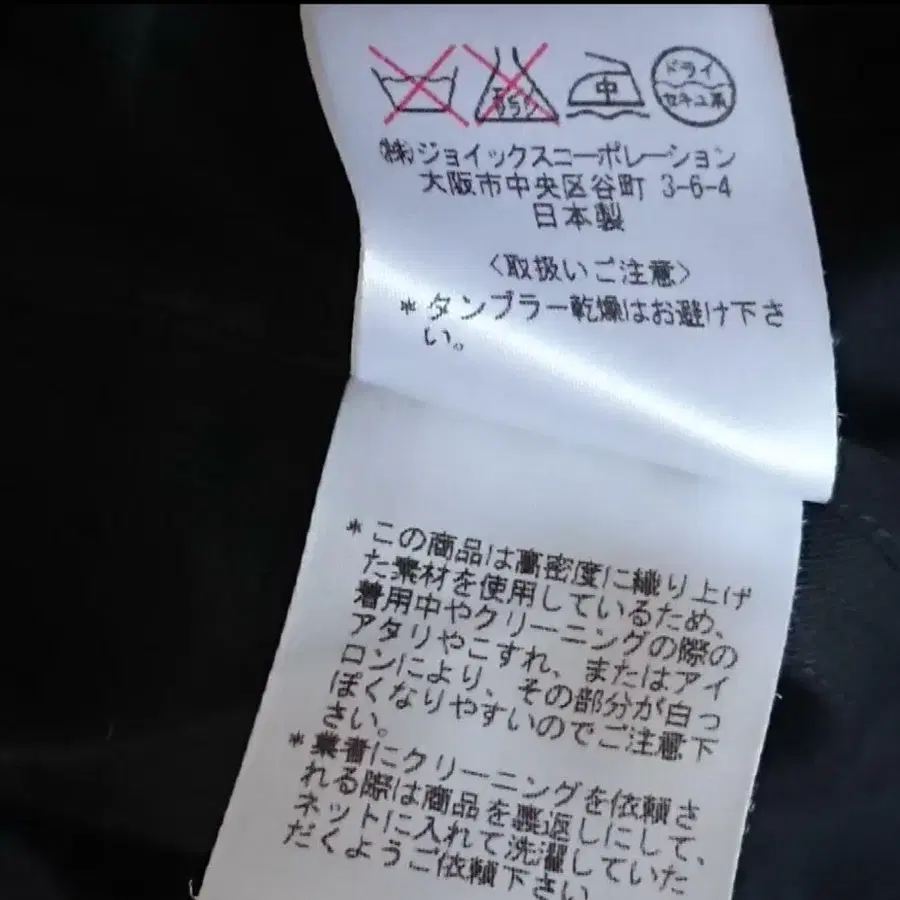 エンソサラシ
中
ドライ
セキユ系
㈱ジョイックスコーポレーション
大阪市中央区谷町 3-6-4
日本製
〈取扱いご注意〉
*タンブラー乾燥はお避け下さ
い。
*この商品は高密度に織り上げ
た素材を使用しているため、
着用中やクリーニングの際の
アタリやこすれ、またはアイ
ロンにより、その部分が白っ
ぽくなりやすいのでご注意下
さい。
*業者にクリーニングを依頼さ
れる際は商品を裏返しにして、
ネットに入れて洗濯していた
だくようご依頼下さい